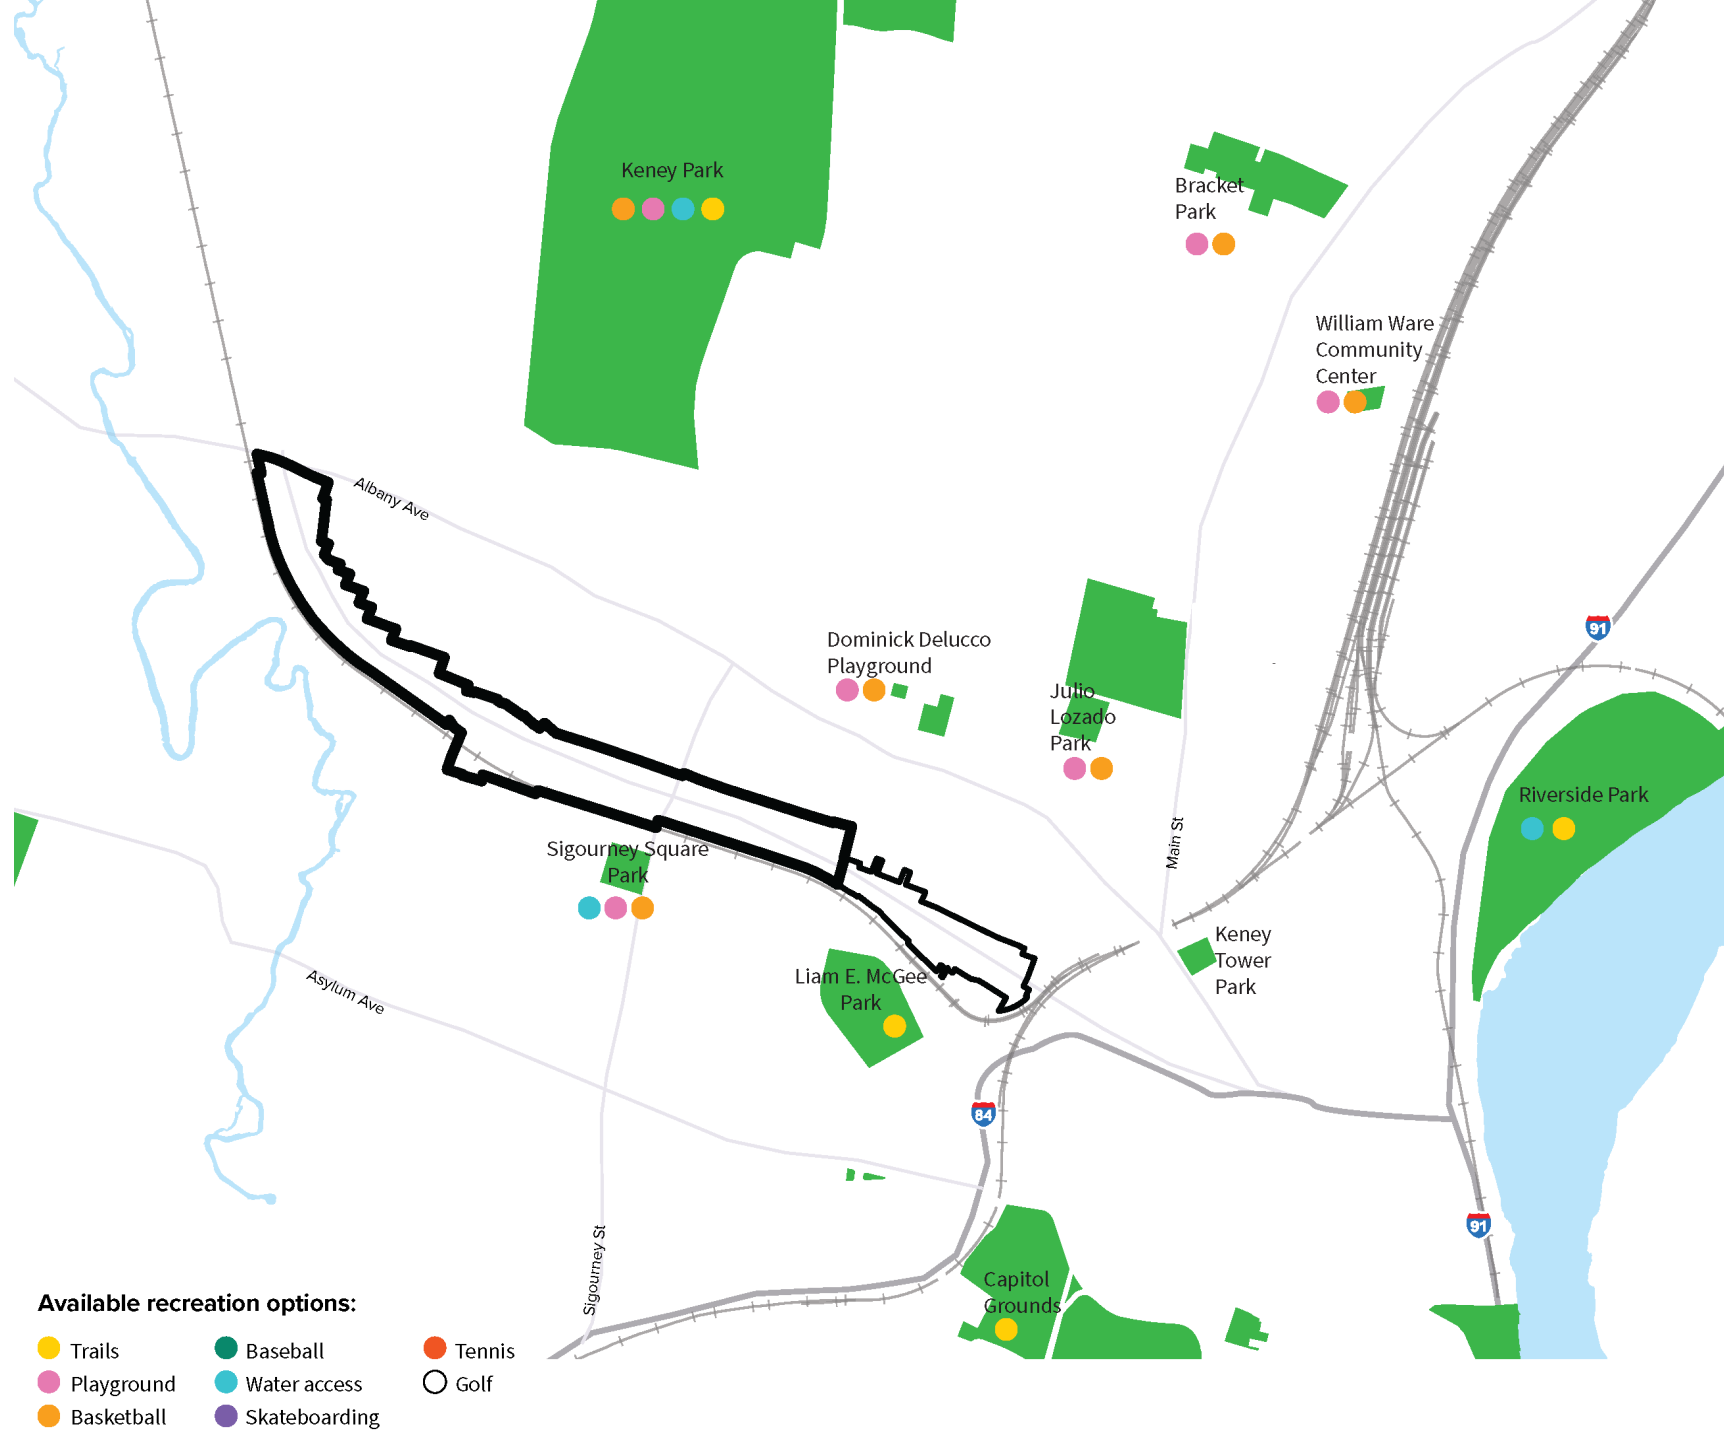 Keney Park
Bracket
Park
William Ware
Community
Center
Albany Ave
Dominick Delucco
Playground
Julio
Lozado
Park
91
Riverside Park
Main St
Sigourney Square
Park
Keney
Tower
Park
Liam E. McGee
Park
Asylum Ave
84
91
Sigourney St
Capitol
Grounds
Available recreation options:
Trails
Playground
Basketball
Baseball
Water access
Skateboarding
Tennis
Golf